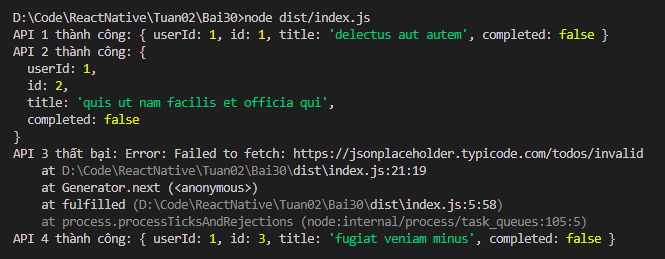 D:\Code\ReactNative\Tuan02\Bai30>node dist/index.js
API 1 thành công: { userId: 1, id: 1, title: 'delectus aut autem', completed: false }
API 2 thành công: {
  userId: 1,
  id: 2,
  title: 'quis ut nam facilis et officia qui',
  completed: false
}
API 3 thất bại: Error: Failed to fetch: https://jsonplaceholder.typicode.com/todos/invalid
    at D:\Code\ReactNative\Tuan02\Bai30\dist\index.js:21:19
    at Generator.next (<anonymous>)
    at fulfilled (D:\Code\ReactNative\Tuan02\Bai30\dist\index.js:5:58)
    at process.processTicksAndRejections (node:internal/process/task_queues:105:5)
API 4 thành công: { userId: 1, id: 3, title: 'fugiat veniam minus', completed: false }